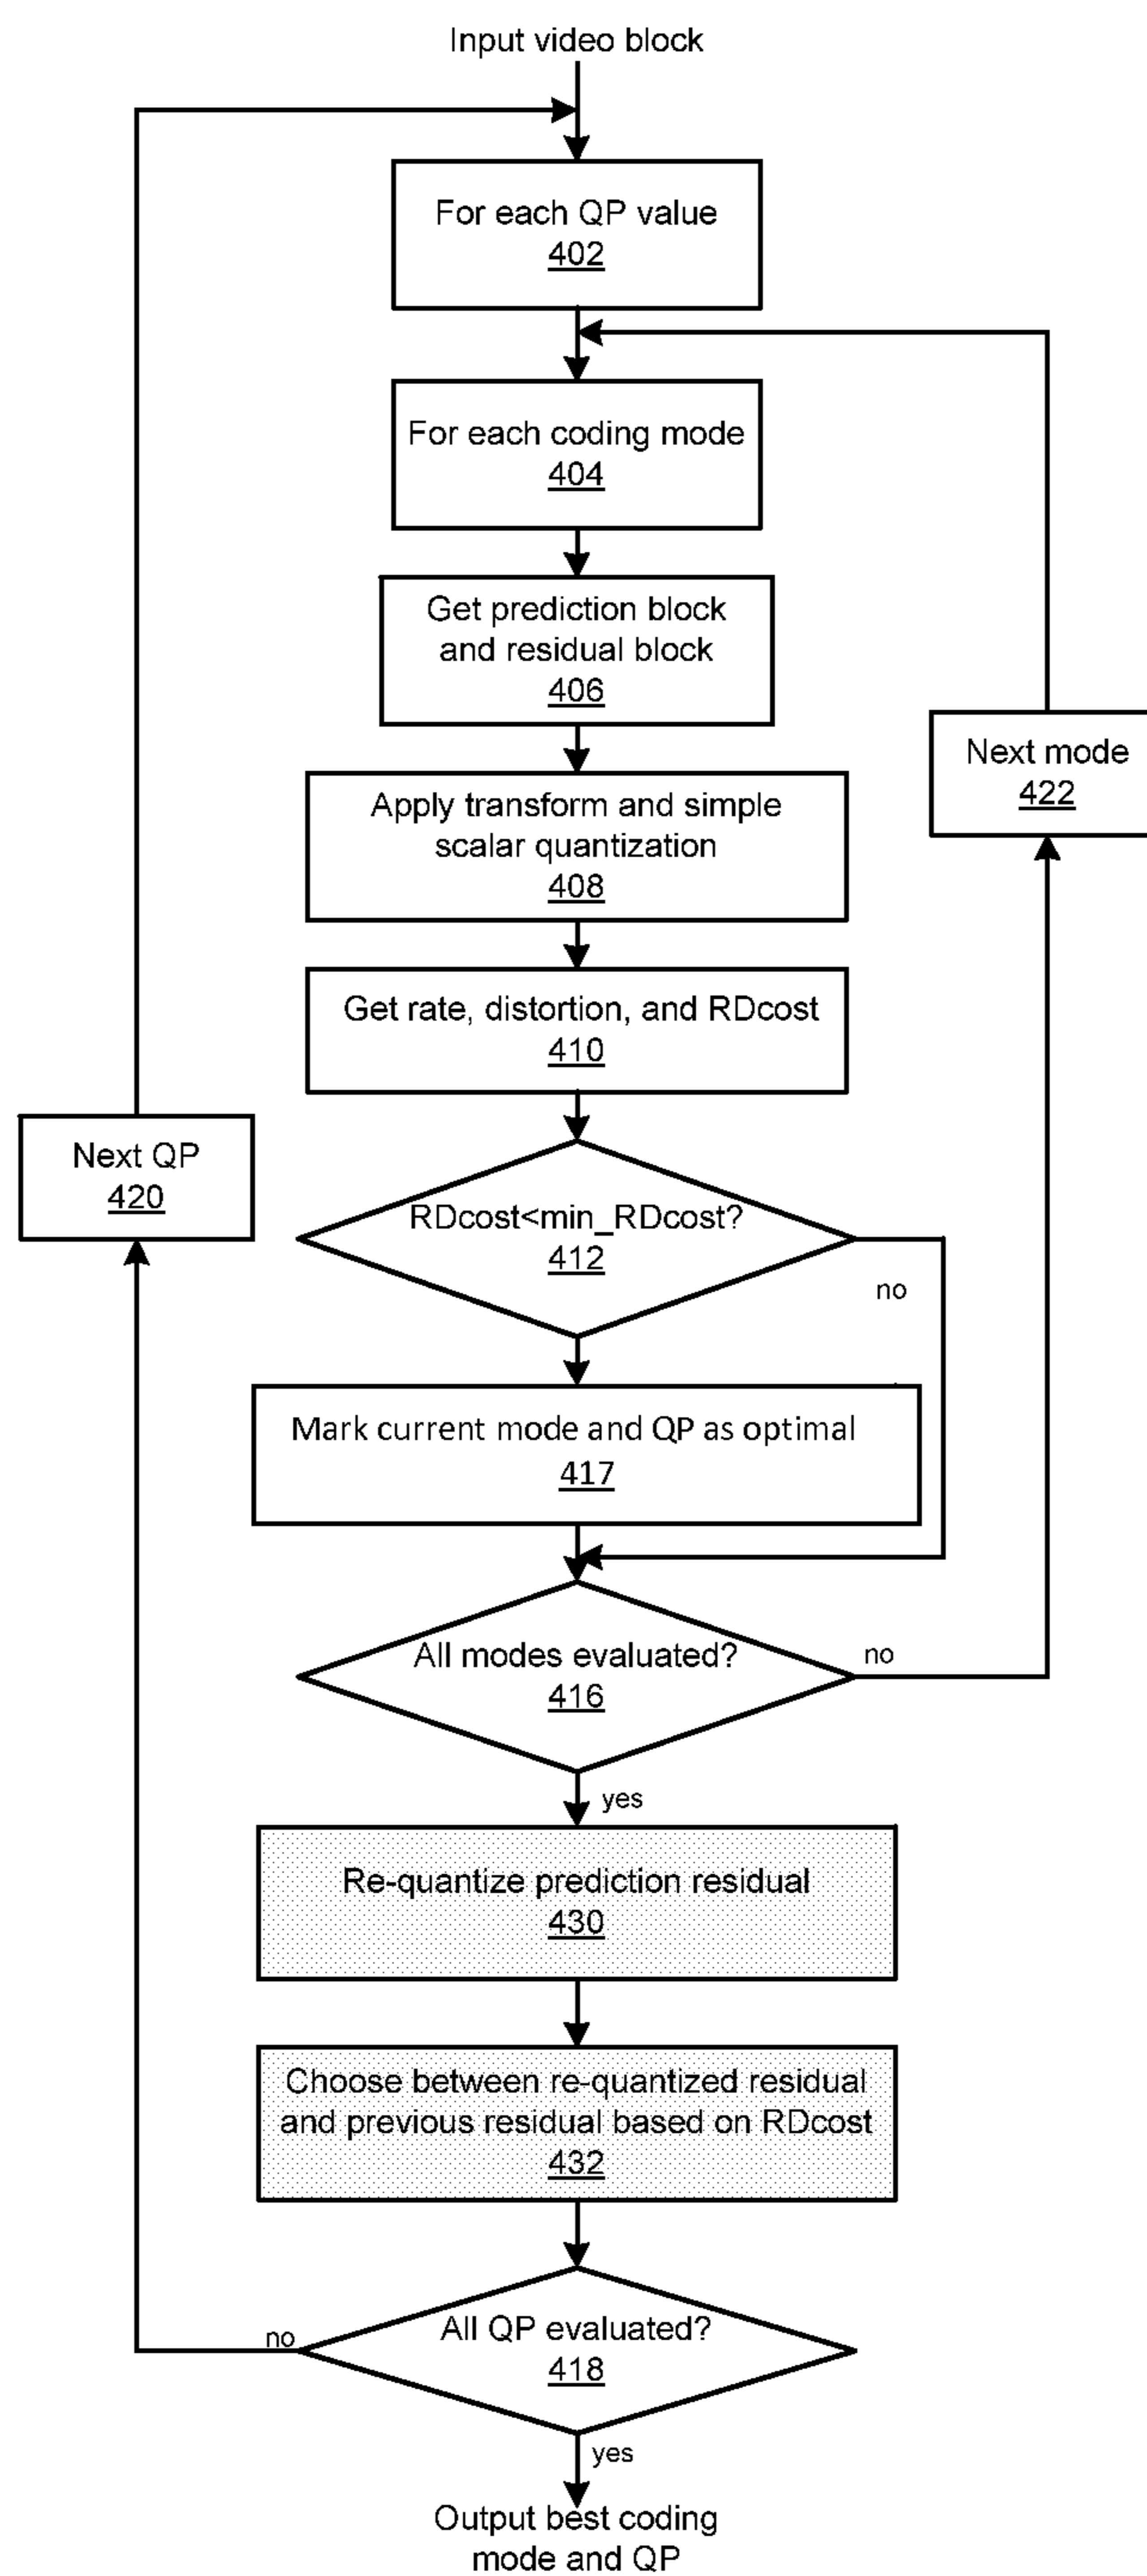 Input video block
For each QP value
402
For each coding mode
404
Get prediction block
and residual block
406
Next mode
422
Apply transform and simple
scalar quantization
408
Get rate, distortion, and RDcost
410
Next QP
420
RDcost<min_RDcost?
412
no
Mark current mode and QP as optimal
417
All modes evaluated?
416
no
yes
Re-quantize prediction residual
430
Choose between re-quantized residual
and previous residual based on RDcost
432
All QP evaluated?
418
no
yes
Output best coding
mode and QP